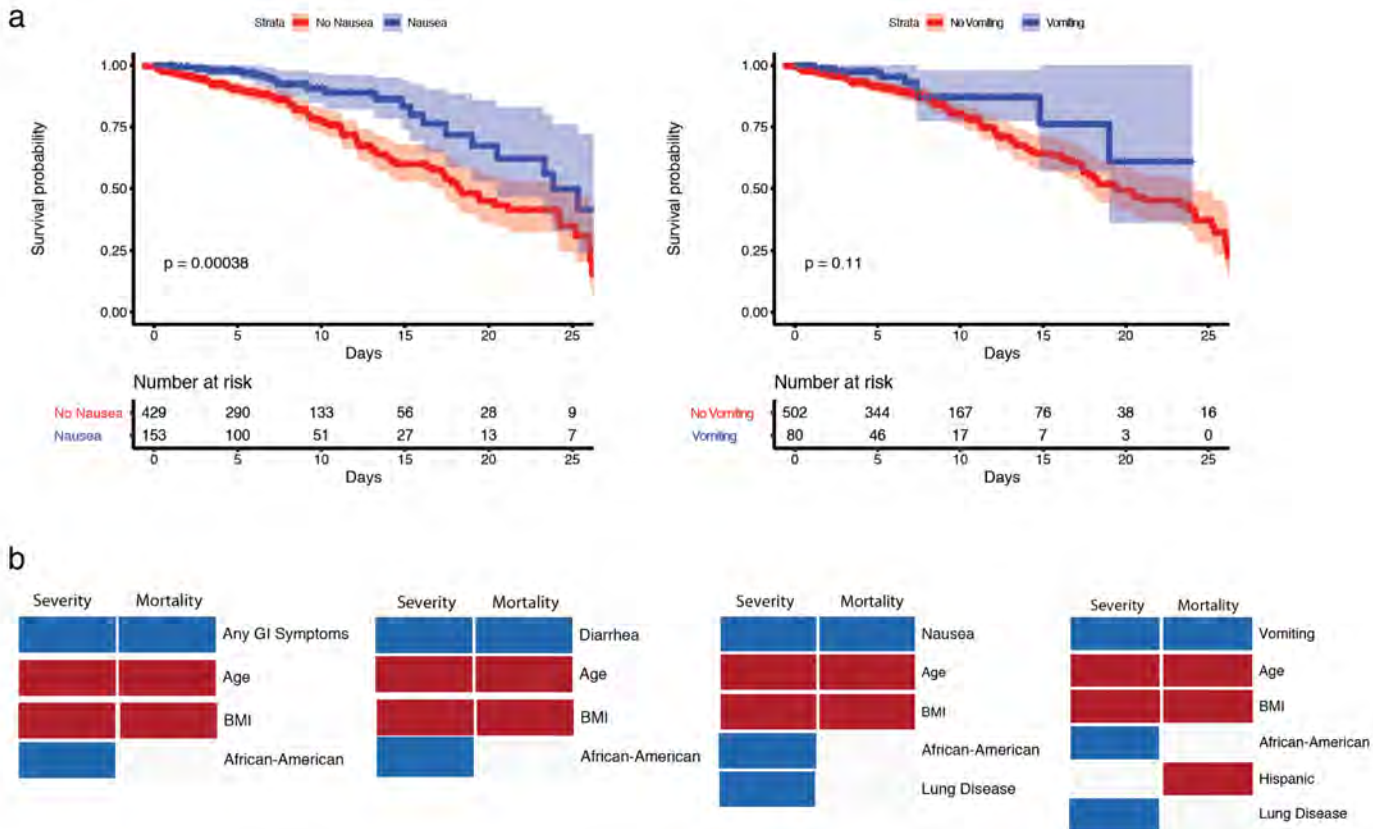 a
Strata No Nausea Nausea
Survival probability
1.00
0.75
0.50
0.25
0.00
p = 0.00038
0 5 10 15 20 25
Days
Number at risk
No Nausea 429 290 133 56 28 9
Nausea 153 100 51 27 13 7
0 5 10 15 20 25
Days
Strata No Vomiting Vomiting
Survival probability
1.00
0.75
0.50
0.25
0.00
p = 0.11
0 5 10 15 20 25
Days
Number at risk
No Vomiting 502 344 167 76 38 16
Vomiting 80 46 17 7 3 0
0 5 10 15 20 25
Days
b
Severity Mortality
Any GI Symptoms
Age
BMI
African-American
Severity Mortality
Diarrhea
Age
BMI
African-American
Severity Mortality
Nausea
Age
BMI
African-American
Lung Disease
Severity Mortality
Vomiting
Age
BMI
African-American
Hispanic
Lung Disease